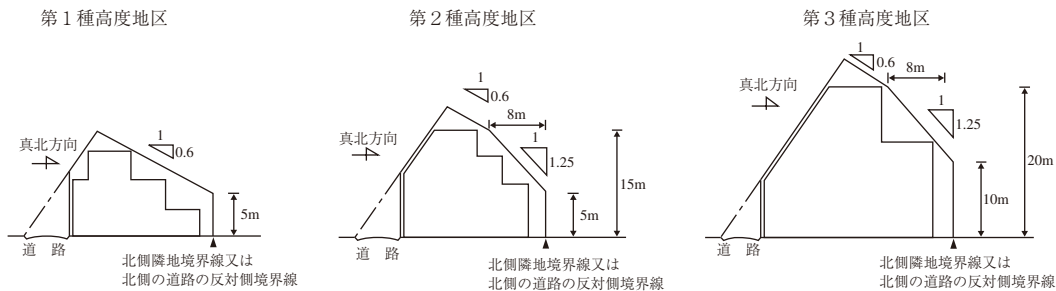 第1種高度地区
真北方向
1
0.6
5m
道 路
北側隣地境界線又は
北側の道路の反対側境界線
第2種高度地区
1
0.6
8m
真北方向
1
1.25
15m
5m
道 路
北側隣地境界線又は
北側の道路の反対側境界線
第3種高度地区
1
0.6
8m
真北方向
1
1.25
20m
10m
道 路
北側隣地境界線又は
北側の道路の反対側境界線